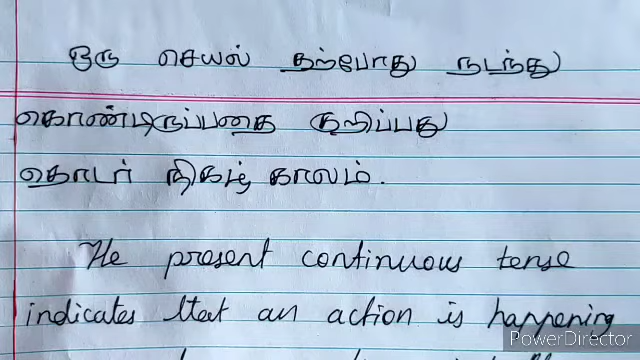 ஒரு செயல் தற்போது நடந்து
கொண்டிருப்பதை குறிப்பது
தொடர் நிகழ் காலம்.
The present continuous tense
indicates that an action is happening
PowerDirector